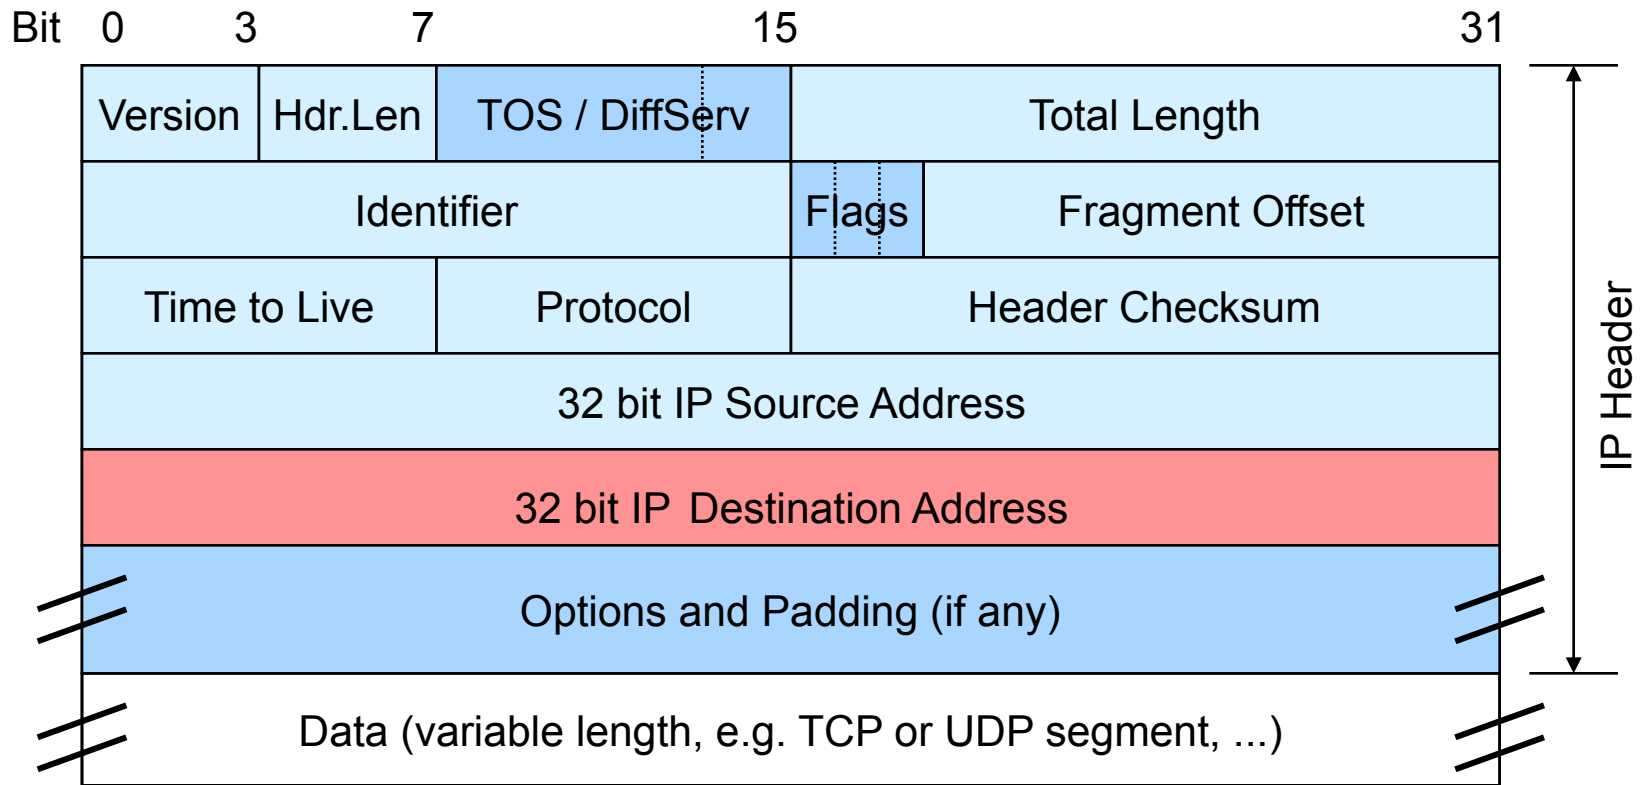 Bit 0 3 7 15 31
Version Hdr.Len TOS / DiffServ Total Length
Identifier Flags Fragment Offset
Time to Live Protocol Header Checksum
32 bit IP Source Address
32 bit IP Destination Address
Options and Padding (if any)
Data (variable length, e.g. TCP or UDP segment, ...)
IP Header